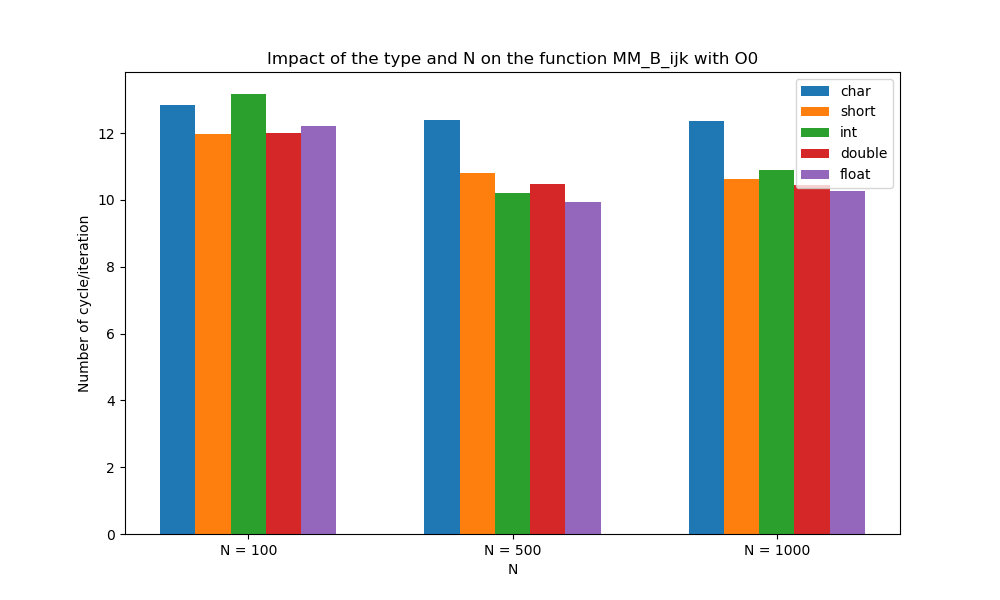 Impact of the type and N on the function MM_B_ijk with O0
char
short
int
double
float
Number of cycle/iteration
12
10
8
6
4
2
0
N = 100
N = 500
N = 1000
N